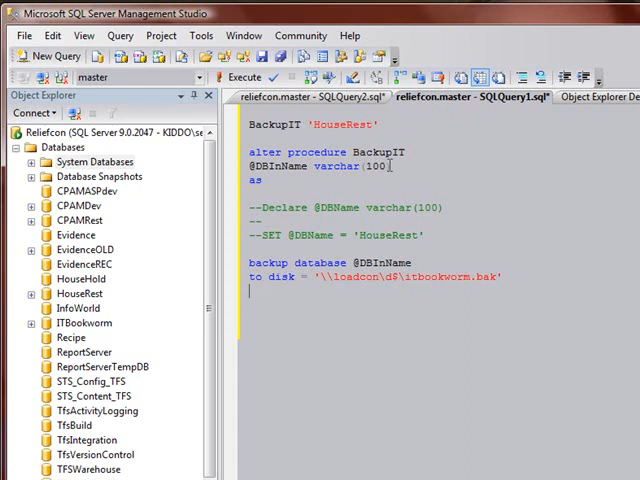 Microsoft SQL Server Management Studio
File Edit View Query Project Tools Window Community Help
New Query
master Execute
Object Explorer
reliefcon.master - SQLQuery2.sql* reliefcon.master - SQLQuery1.sql* Object Explorer De
Connect
Reliefcon (SQL Server 9.0.2047 - KIDDO\se
Databases
System Databases
Database Snapshots
CPAMASPdev
CPAMDev
CPAMRest
Evidence
EvidenceOLD
EvidenceREC
HouseHold
HouseRest
InfoWorld
ITBookworm
Recipe
ReportServer
ReportServerTempDB
STS_Config_TFS
STS_Content_TFS
TfsActivityLogging
TfsBuild
TfsIntegration
TfsVersionControl
TFSWarehouse
BackupIT 'HouseRest'
alter procedure BackupIT
@DBInName varchar(100)
as
--Declare @DBName varchar(100)
--
--SET @DBName = 'HouseRest'
backup database @DBInName
to disk = '\\loadcon\d$\itbookworm.bak'